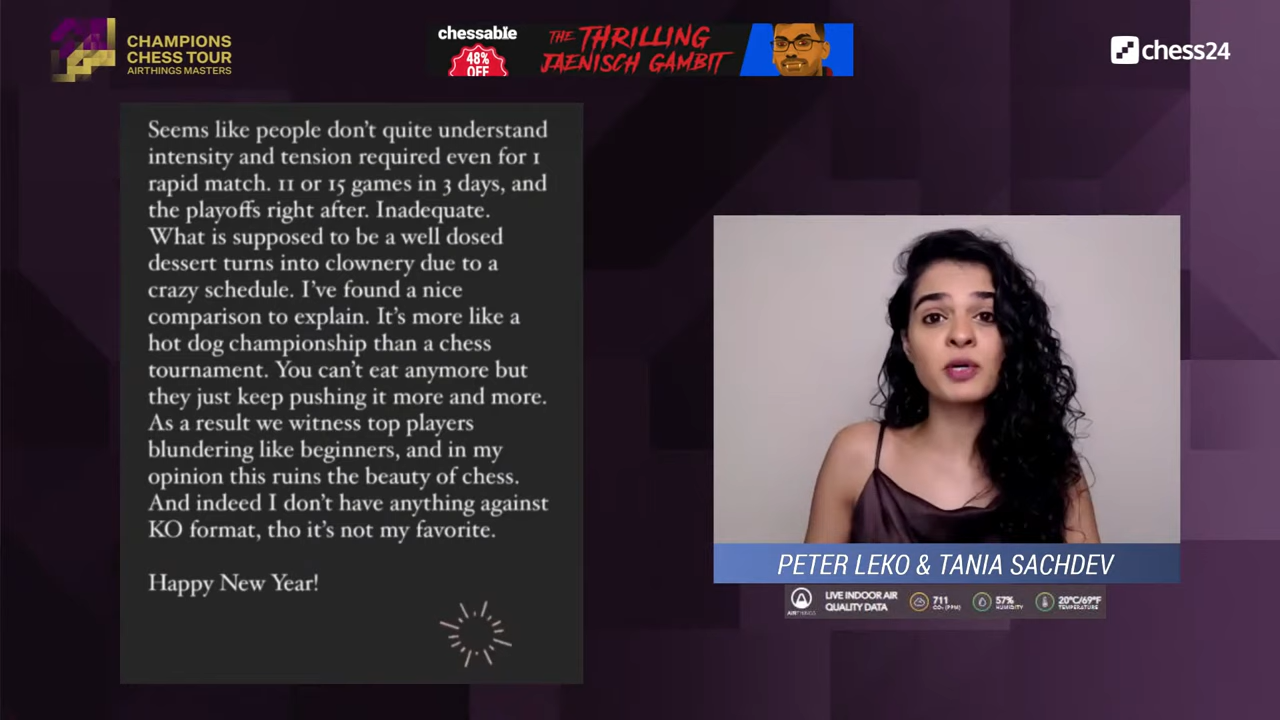 CHAMPIONS
CHESS TOUR
AIRTHINGS MASTERS
chessable
48%
OFF
THE THRILLING
JAENISCH GAMBIT
chess24
Seems like people don't quite understand
intensity and tension required even for 1
rapid match. 11 or 15 games in 3 days, and
the playoffs right after. Inadequate.
What is supposed to be a well dosed
dessert turns into clownery due to a
crazy schedule. I've found a nice
comparison to explain. It's more like a
hot dog championship than a chess
tournament. You can't eat anymore but
they just keep pushing it more and more.
As a result we witness top players
blundering like beginners, and in my
opinion this ruins the beauty of chess.
And indeed I don't have anything against
KO format, tho it's not my favorite.
Happy New Year!
PETER LEKO & TANIA SACHDEV
AIRTHINGS
LIVE INDOOR AIR
QUALITY DATA
711
CO₂ (PPM)
57%
HUMIDITY
20°C/69°F
TEMPERATURE